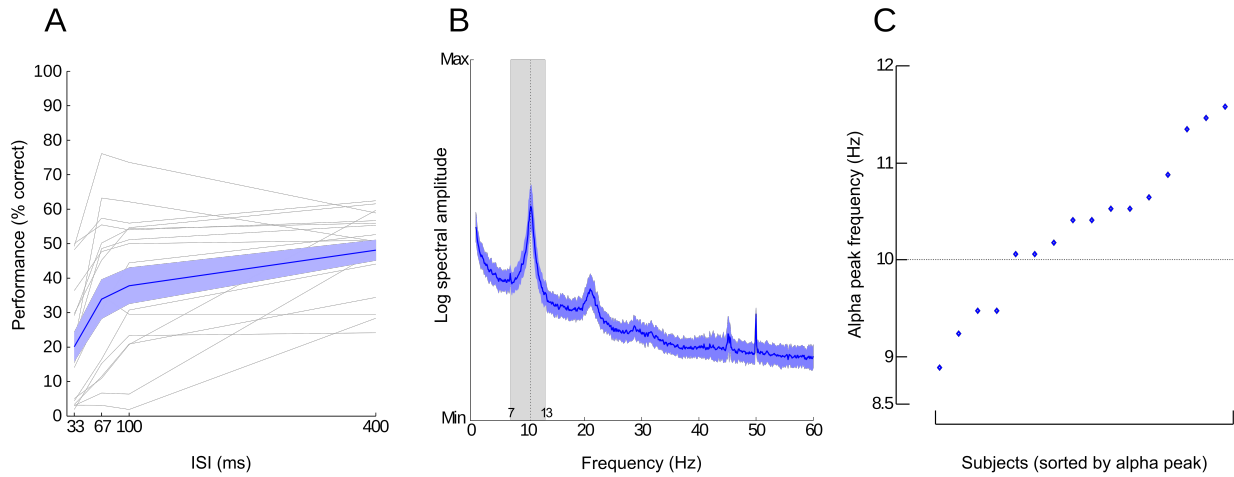 A
Performance (% correct)
100
90
80
70
60
50
40
30
20
10
0
33
67
100
400
ISI (ms)
B
Log spectral amplitude
Max
Min
7
13
0
10
20
30
40
50
60
Frequency (Hz)
C
Alpha peak frequency (Hz)
12
11
10
9
8.5
Subjects (sorted by alpha peak)